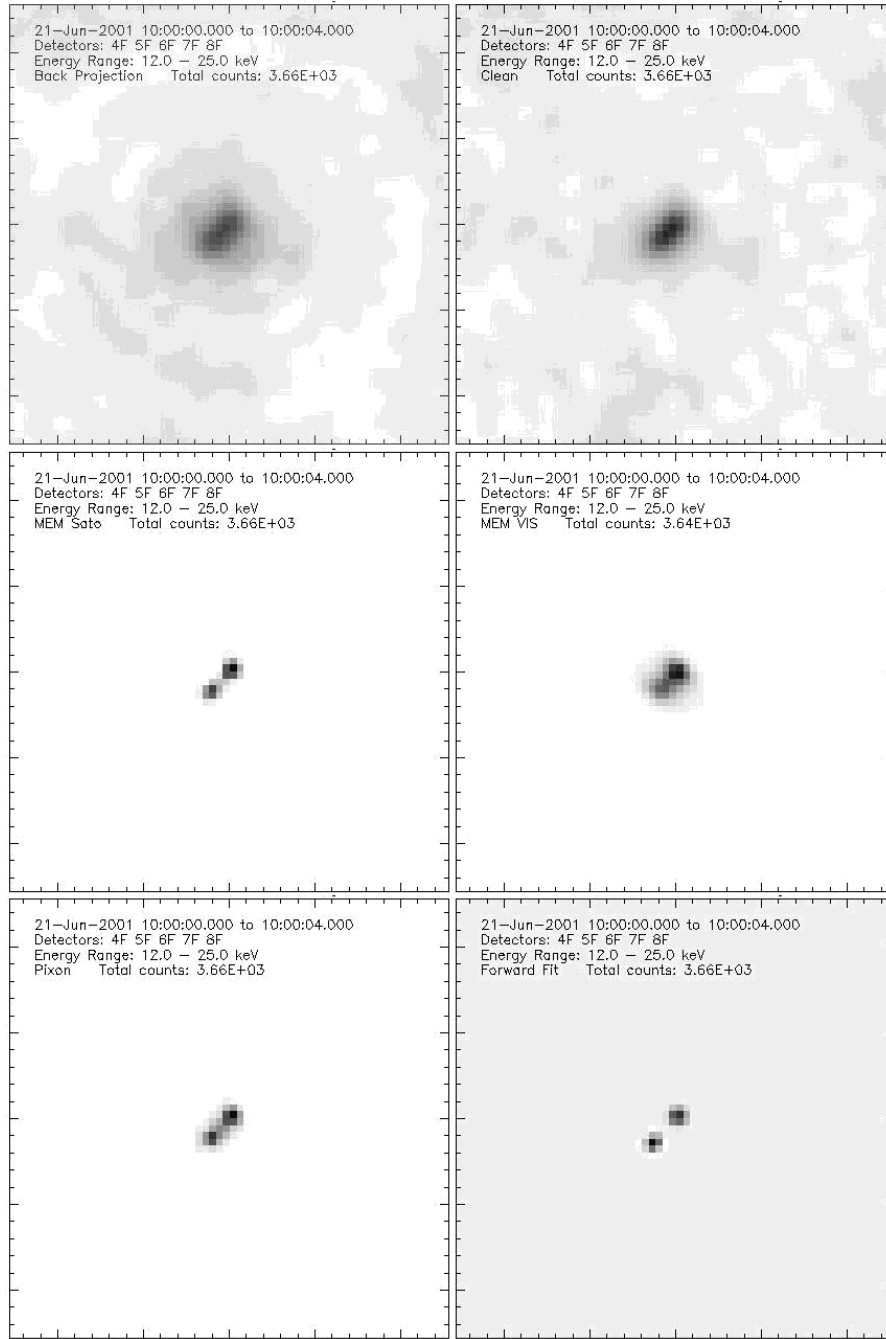 21-Jun-2001 10:00:00.000 to 10:00:04.000
Detectors: 4F 5F 6F 7F 8F
Energy Range: 12.0 - 25.0 keV
Back Projection Total counts: 3.66E+03
21-Jun-2001 10:00:00.000 to 10:00:04.000
Detectors: 4F 5F 6F 7F 8F
Energy Range: 12.0 - 25.0 keV
Clean Total counts: 3.66E+03
21-Jun-2001 10:00:00.000 to 10:00:04.000
Detectors: 4F 5F 6F 7F 8F
Energy Range: 12.0 - 25.0 keV
MEM Sato Total counts: 3.66E+03
21-Jun-2001 10:00:00.000 to 10:00:04.000
Detectors: 4F 5F 6F 7F 8F
Energy Range: 12.0 - 25.0 keV
MEM VIS Total counts: 3.64E+03
21-Jun-2001 10:00:00.000 to 10:00:04.000
Detectors: 4F 5F 6F 7F 8F
Energy Range: 12.0 - 25.0 keV
Pixon Total counts: 3.66E+03
21-Jun-2001 10:00:00.000 to 10:00:04.000
Detectors: 4F 5F 6F 7F 8F
Energy Range: 12.0 - 25.0 keV
Forward Fit Total counts: 3.66E+03